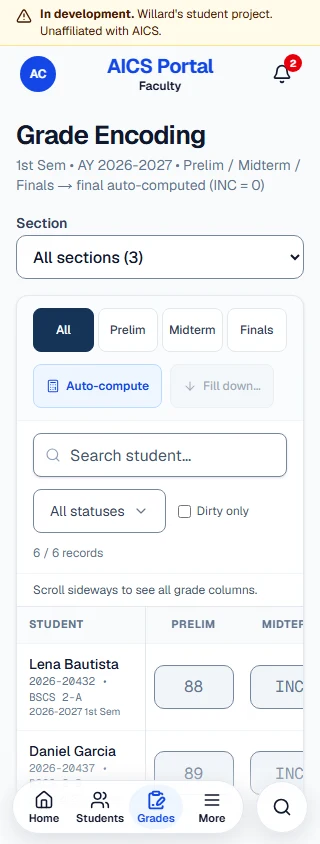 In development. Willard's student project.
Unaffiliated with AICS.
AC
AICS Portal
Faculty
2
Grade Encoding
1st Sem • AY 2026-2027 • Prelim / Midterm /
Finals → final auto-computed (INC = 0)
Section
All sections (3)
All
Prelim
Midterm
Finals
Auto-compute
Fill down…
Search student…
All statuses
Dirty only
6 / 6 records
Scroll sideways to see all grade columns.
STUDENT
PRELIM
MIDTER
Lena Bautista
2026-20432 •
BSCS 2-A
2026-2027 1st Sem
88
INC
Daniel Garcia
2026-20437 •
89
INC
Home
Students
Grades
More